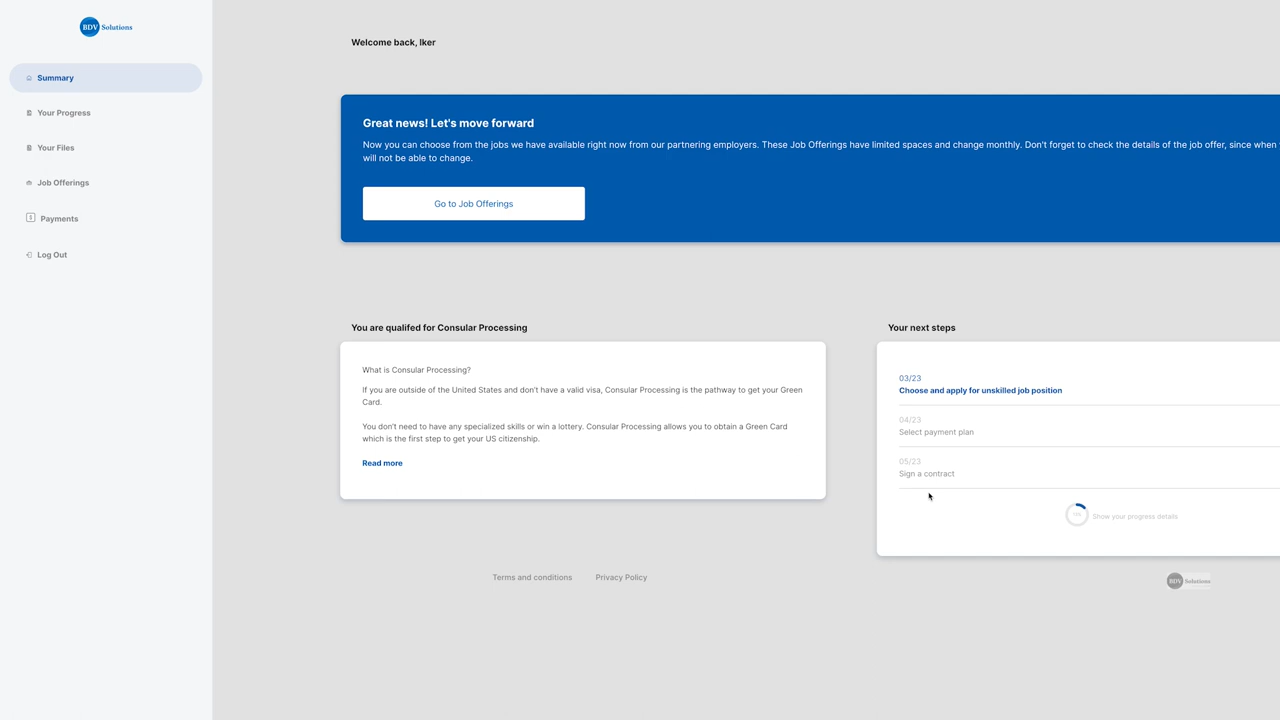 BDV Solutions
Summary
Your Progress
Your Files
Job Offerings
Payments
Log Out
Welcome back, Iker
Great news! Let's move forward
Now you can choose from the jobs we have available right now from our partnering employers. These Job Offerings have limited spaces and change monthly. Don't forget to check the details of the job offer, since when
will not be able to change.
Go to Job Offerings
You are qualifed for Consular Processing
What is Consular Processing?
If you are outside of the United States and don't have a valid visa, Consular Processing is the pathway to get your Green
Card.
You don't need to have any specialized skills or win a lottery. Consular Processing allows you to obtain a Green Card
which is the first step to get your US citizenship.
Read more
Your next steps
03/23
Choose and apply for unskilled job position
04/23
Select payment plan
05/23
Sign a contract
Show your progress details
Terms and conditions
Privacy Policy
BDV Solutions